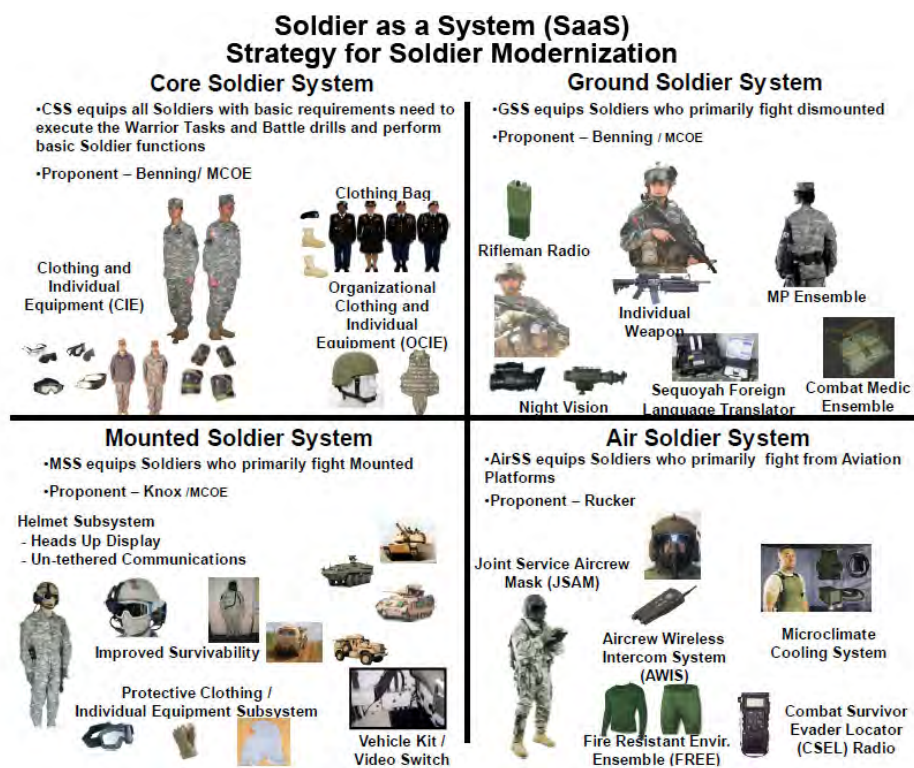 Soldier as a System (SaaS)
Strategy for Soldier Modernization
Core Soldier System
•CSS equips all Soldiers with basic requirements need to
execute the Warrior Tasks and Battle drills and perform
basic Soldier functions
•Proponent – Benning/ MCOE
Clothing Bag
Clothing and
Individual
Equipment (CIE)
Organizational
Clothing and
Individual
Equipment (OCIE)
Ground Soldier System
•GSS equips Soldiers who primarily fight dismounted
•Proponent – Benning / MCOE
Rifleman Radio
Individual
Weapon
MP Ensemble
Night Vision
Sequoyah Foreign
Language Translator
Combat Medic
Ensemble
Mounted Soldier System
•MSS equips Soldiers who primarily fight Mounted
•Proponent – Knox /MCOE
Helmet Subsystem
- Heads Up Display
- Un-tethered Communications
Improved Survivability
Protective Clothing /
Individual Equipment Subsystem
Vehicle Kit /
Video Switch
Air Soldier System
•AirSS equips Soldiers who primarily fight from Aviation
Platforms
•Proponent – Rucker
Joint Service Aircrew
Mask (JSAM)
Aircrew Wireless
Intercom System
(AWIS)
Microclimate
Cooling System
Fire Resistant Envir.
Ensemble (FREE)
Combat Survivor
Evader Locator
(CSEL) Radio